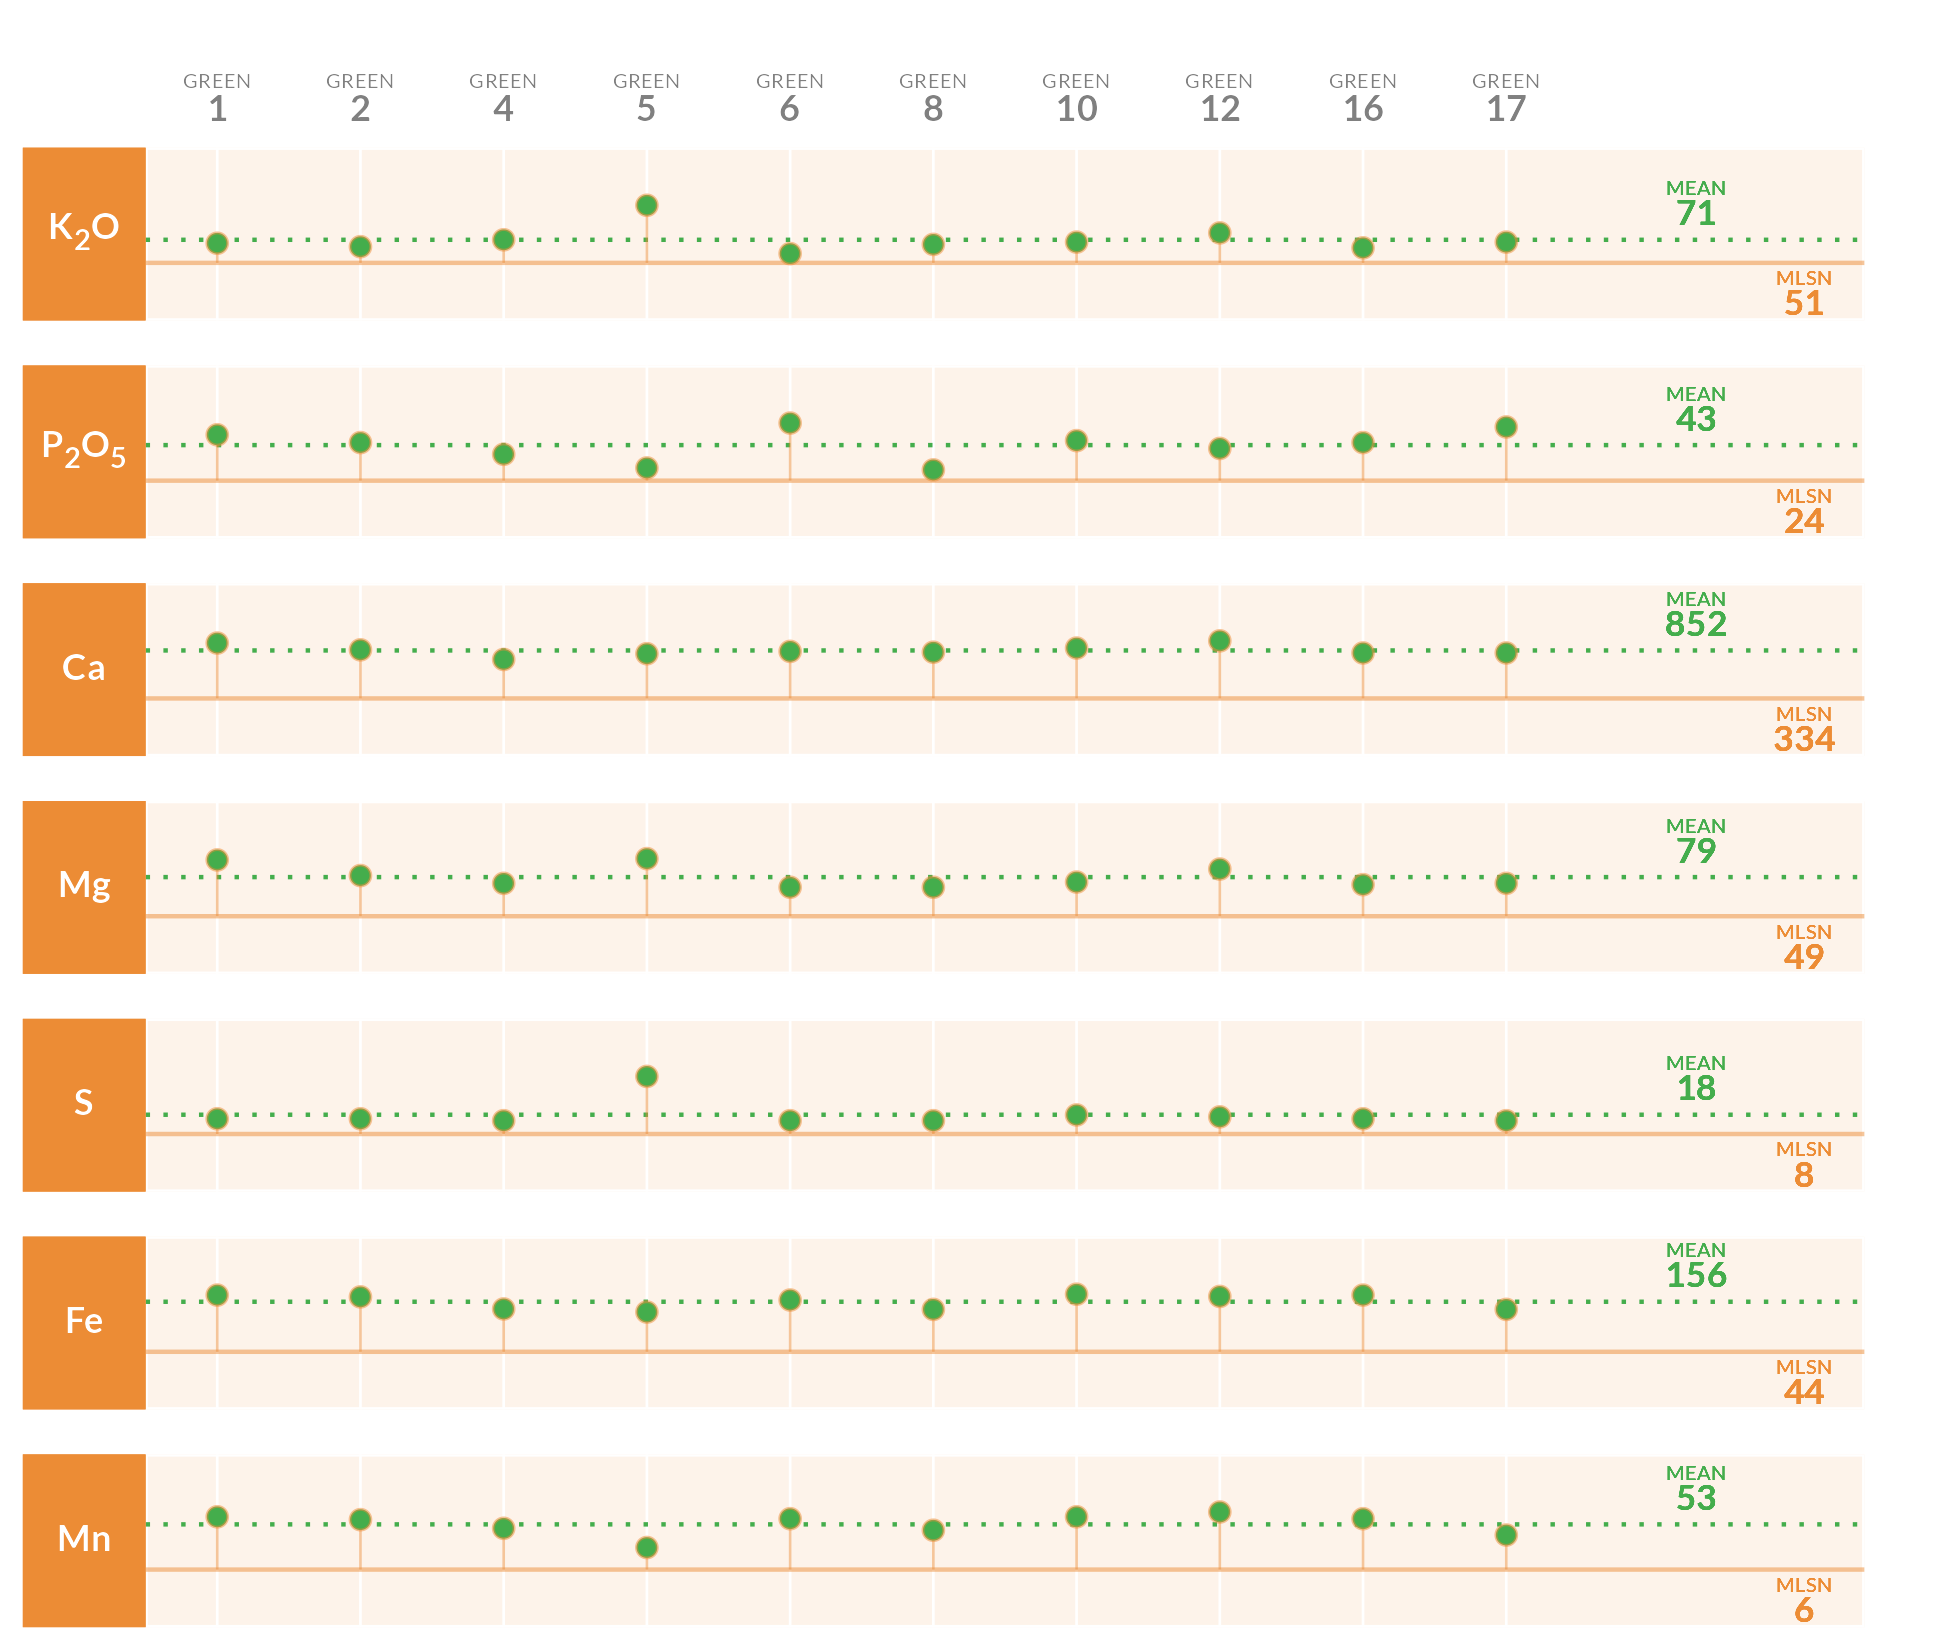 GREEN GREEN GREEN GREEN GREEN GREEN GREEN GREEN GREEN GREEN
1 2 4 5 6 8 10 12 16 17
K₂O
MEAN
71
MLSN
51
P₂O₅
MEAN
43
MLSN
24
Ca
MEAN
852
MLSN
334
Mg
MEAN
79
MLSN
49
S
MEAN
18
MLSN
8
Fe
MEAN
156
MLSN
44
Mn
MEAN
53
MLSN
6